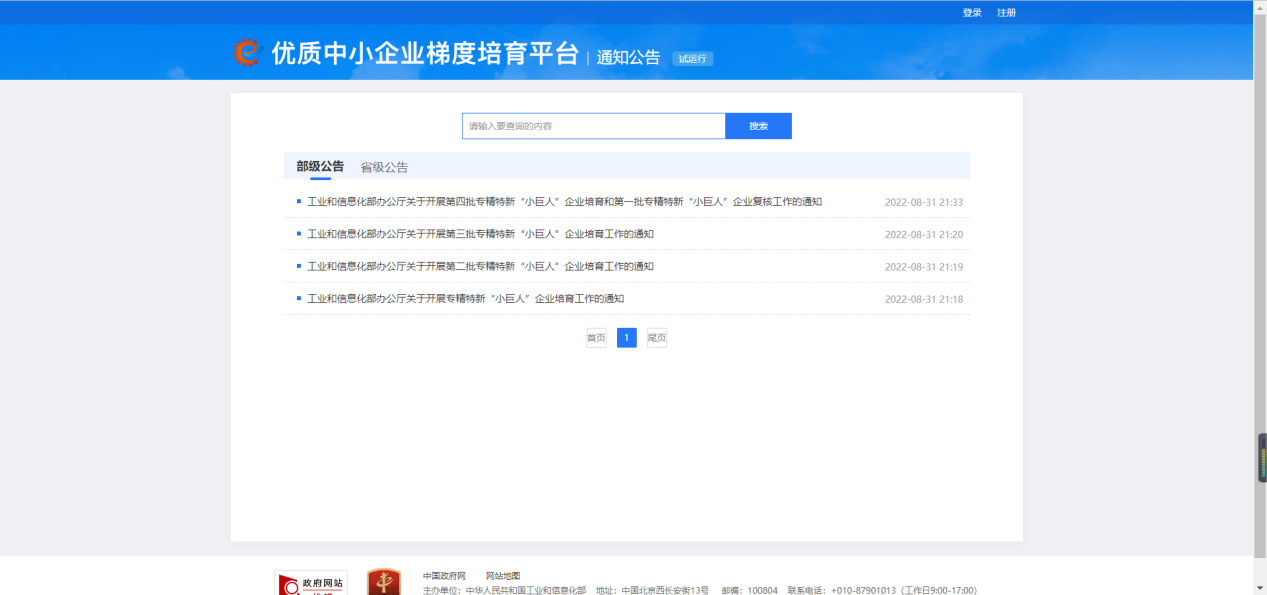 登录 注册
优质中小企业梯度培育平台 | 通知公告 试运行
请输入要查询的内容 搜索
部级公告 省级公告
工业和信息化部办公厅关于开展第四批专精特新“小巨人”企业培育和第一批专精特新“小巨人”企业复核工作的通知 2022-08-31 21:33
工业和信息化部办公厅关于开展第三批专精特新“小巨人”企业培育工作的通知 2022-08-31 21:20
工业和信息化部办公厅关于开展第二批专精特新“小巨人”企业培育工作的通知 2022-08-31 21:19
工业和信息化部办公厅关于开展专精特新“小巨人”企业培育工作的通知 2022-08-31 21:18
首页 1 尾页
政府网站
中国政府网 网站地图
主办单位：中华人民共和国工业和信息化部 地址：中国北京西长安街13号 邮编：100804 联系电话：+010-87901013（工作日9:00-17:00)